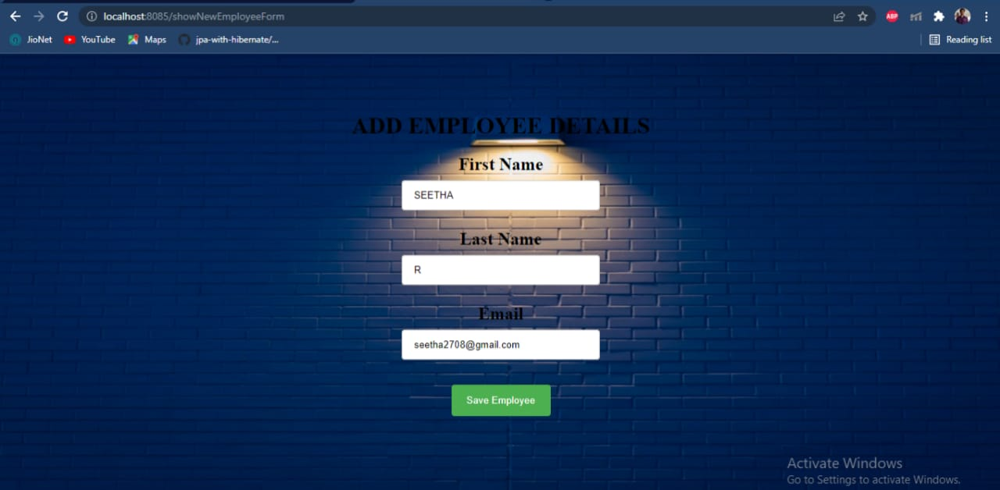 localhost:8085/showNewEmployeeForm
ABP
JioNet YouTube Maps jpa-with-hibernate/... Reading list
ADD EMPLOYEE DETAILS
First Name
SEETHA
Last Name
R
Email
seetha2708@gmail.com
Save Employee
Activate Windows
Go to Settings to activate Windows.